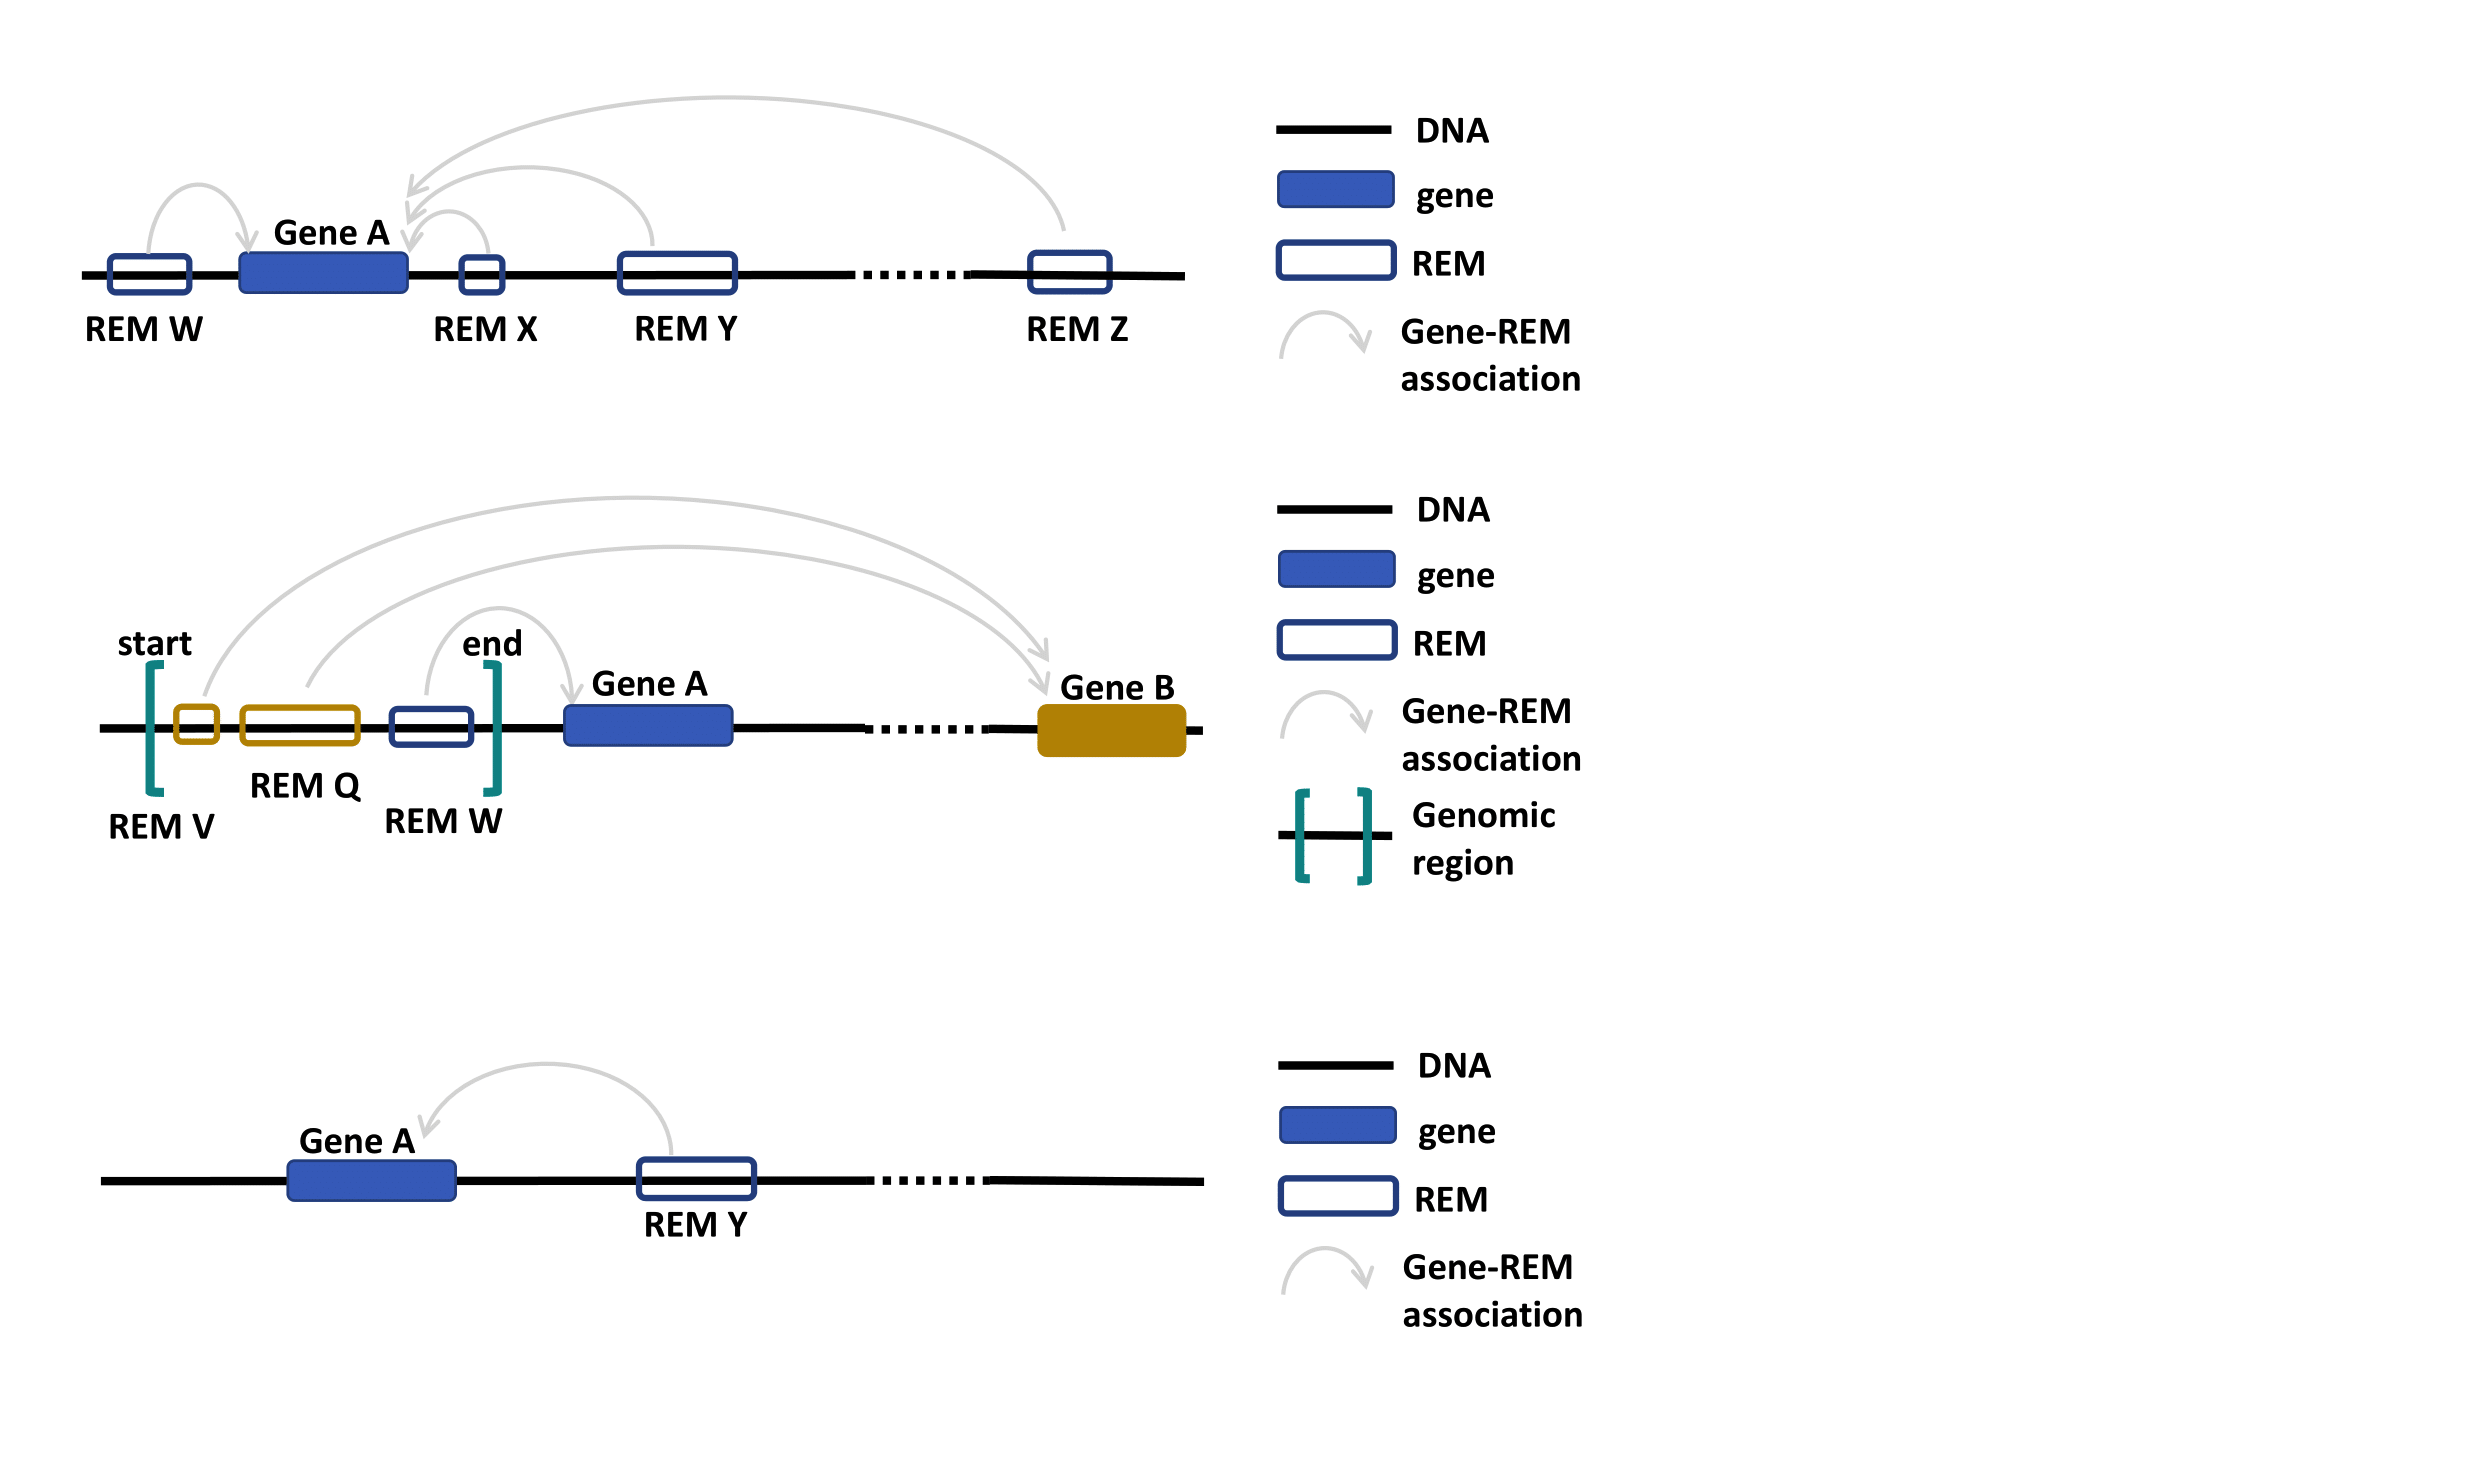 DNA
gene
Gene A
REM
REM W
REM X
REM Y
REM Z
Gene-REM
association
DNA
gene
start
end
REM
Gene A
Gene B
Gene-REM
association
REM Q
REM V
REM W
Genomic
region
DNA
gene
Gene A
REM
REM Y
Gene-REM
association